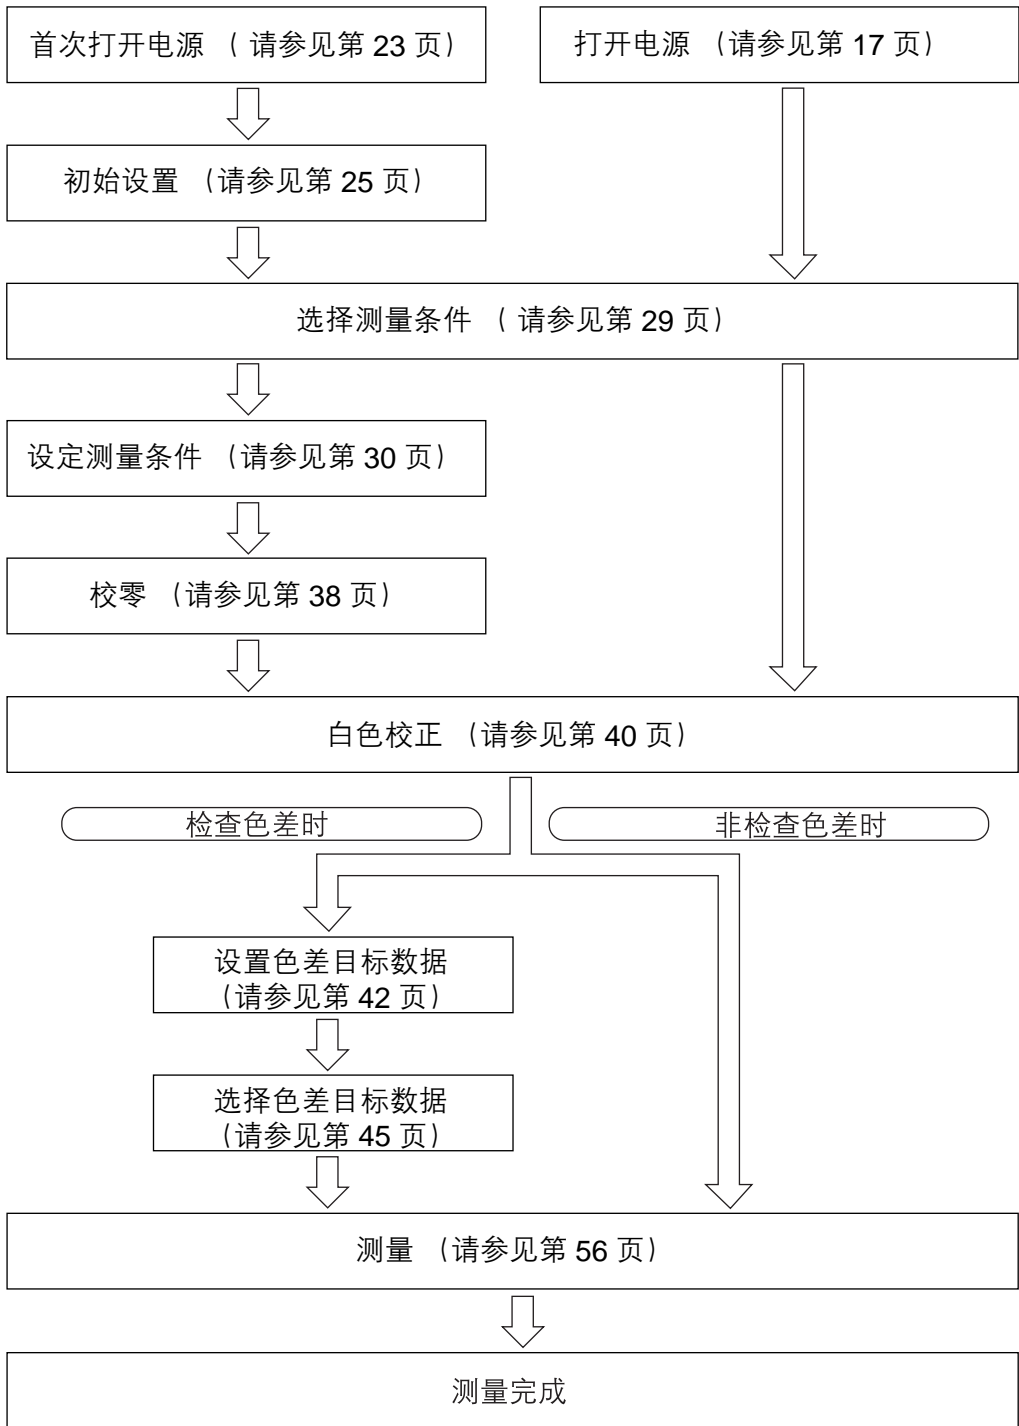 首次打开电源 （ 请参见第 23 页）
打开电源 （请参见第 17 页）
初始设置 （请参见第 25 页）
选择测量条件 （ 请参见第 29 页）
设定测量条件 （请参见第 30 页）
校零 （请参见第 38 页）
白色校正 （请参见第 40 页）
检查色差时
非检查色差时
设置色差目标数据
（请参见第 42 页）
选择色差目标数据
（请参见第 45 页）
测量 （请参见第 56 页）
测量完成